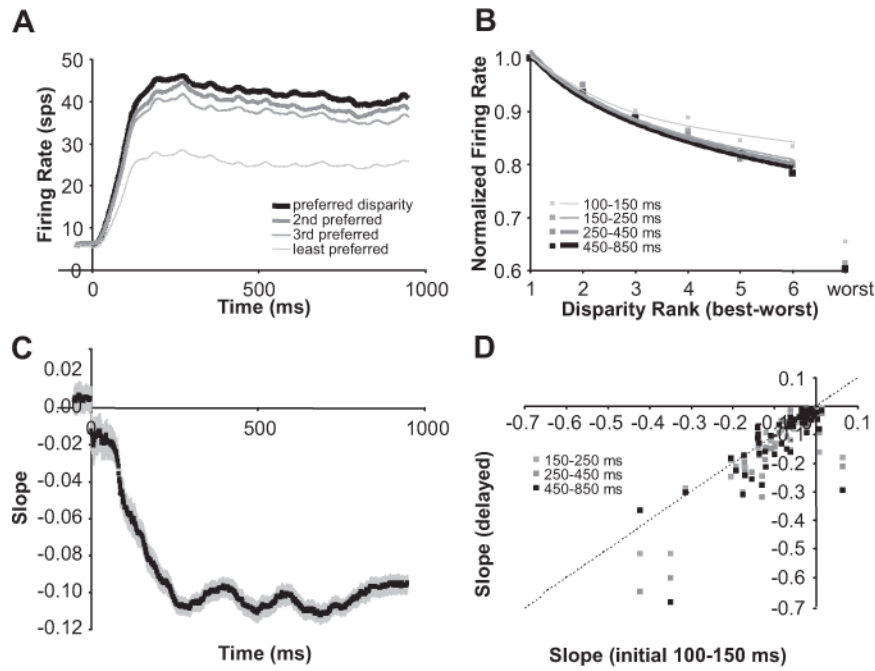 A
Firing Rate (sps)
50
40
30
20
10
0
preferred disparity
2nd preferred
3rd preferred
least preferred
0
500
1000
Time (ms)
B
Normalized Firing Rate
1.0
0.9
0.8
0.7
0.6
100-150 ms
150-250 ms
250-450 ms
450-850 ms
1
2
3
4
5
6
worst
Disparity Rank (best-worst)
C
Slope
0.02
0.00
-0.02
-0.04
-0.06
-0.08
-0.10
-0.12
0
500
1000
Time (ms)
D
Slope (delayed)
0.1
-0.7
-0.6
-0.5
-0.4
-0.3
-0.2
-0.1
0.1
150-250 ms
250-450 ms
450-850 ms
-0.1
-0.2
-0.3
-0.4
-0.5
-0.6
-0.7
Slope (initial 100-150 ms)